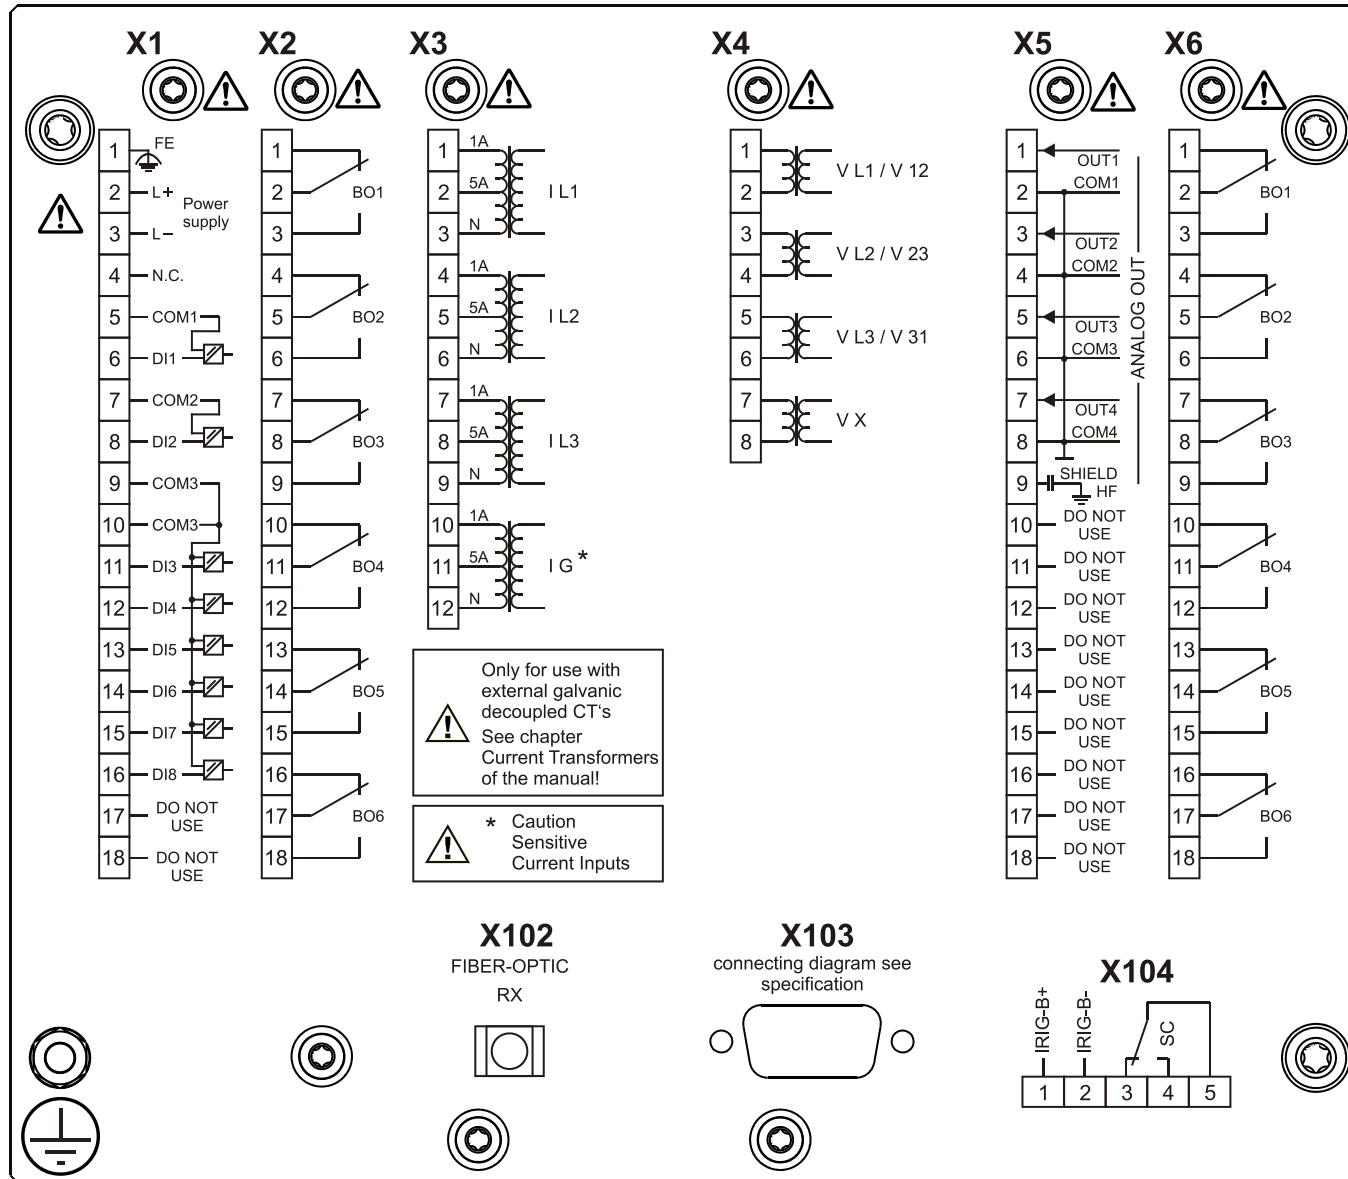 X1
X2
X3
X4
X5
X6
1
FE
2
L+
Power
supply
3
L−
4
N.C.
5
COM1
6
DI1
7
COM2
8
DI2
9
COM3
10
COM3
11
DI3
12
DI4
13
DI5
14
DI6
15
DI7
16
DI8
17
DO NOT
USE
18
DO NOT
USE
1
2
BO1
3
4
5
BO2
6
7
8
BO3
9
10
11
BO4
12
13
14
BO5
15
16
17
BO6
18
1
1A
2
5A
I L1
3
N
4
1A
5
5A
I L2
6
N
7
1A
8
5A
I L3
9
N
10
1A
11
5A
I G *
12
N
Only for use with
external galvanic
decoupled CT's
See chapter
Current Transformers
of the manual!
* Caution
Sensitive
Current Inputs
1
2
V L1 / V 12
3
4
V L2 / V 23
5
6
V L3 / V 31
7
8
V X
1
OUT1
2
COM1
3
OUT2
4
COM2
5
OUT3
6
COM3
7
OUT4
8
COM4
ANALOG OUT
9
SHIELD
HF
10
DO NOT
USE
11
DO NOT
USE
12
DO NOT
USE
13
DO NOT
USE
14
DO NOT
USE
15
DO NOT
USE
16
DO NOT
USE
17
DO NOT
USE
18
DO NOT
USE
1
2
BO1
3
4
5
BO2
6
7
8
BO3
9
10
11
BO4
12
13
14
BO5
15
16
17
BO6
18
X102
FIBER-OPTIC
RX
X103
connecting diagram see
specification
X104
IRIG-B+
IRIG-B-
SC
1 2 3 4 5